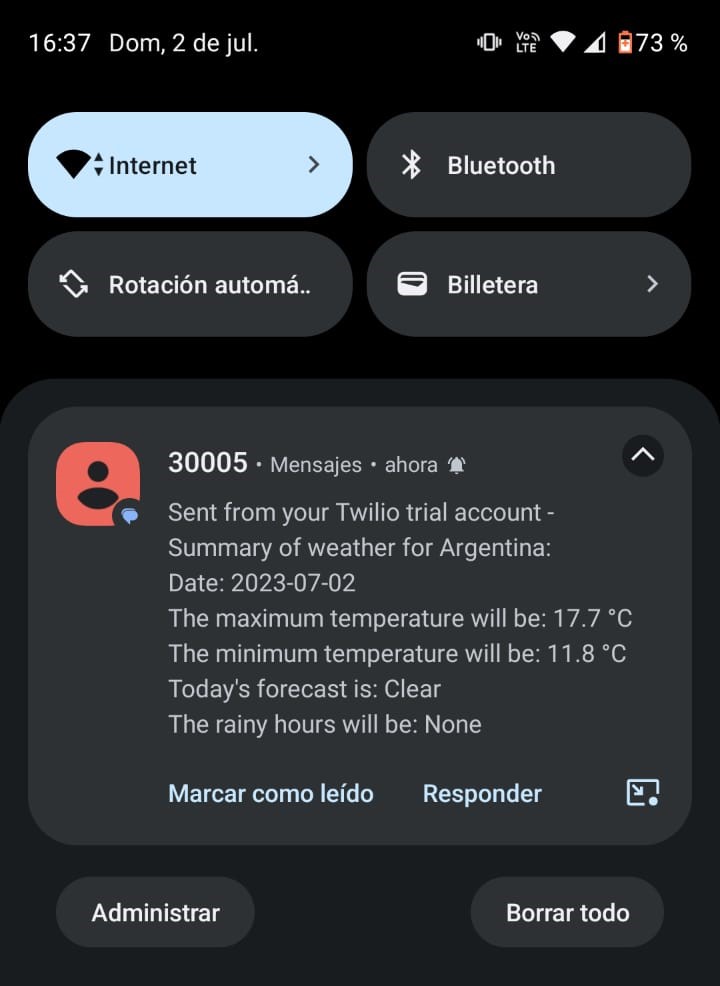 16:37 Dom, 2 de jul.
Vo)) LTE
73 %
Internet
Bluetooth
Rotación automá..
Billetera
30005 · Mensajes · ahora
Sent from your Twilio trial account -
Summary of weather for Argentina:
Date: 2023-07-02
The maximum temperature will be: 17.7 °C
The minimum temperature will be: 11.8 °C
Today's forecast is: Clear
The rainy hours will be: None
Marcar como leído
Responder
Administrar
Borrar todo